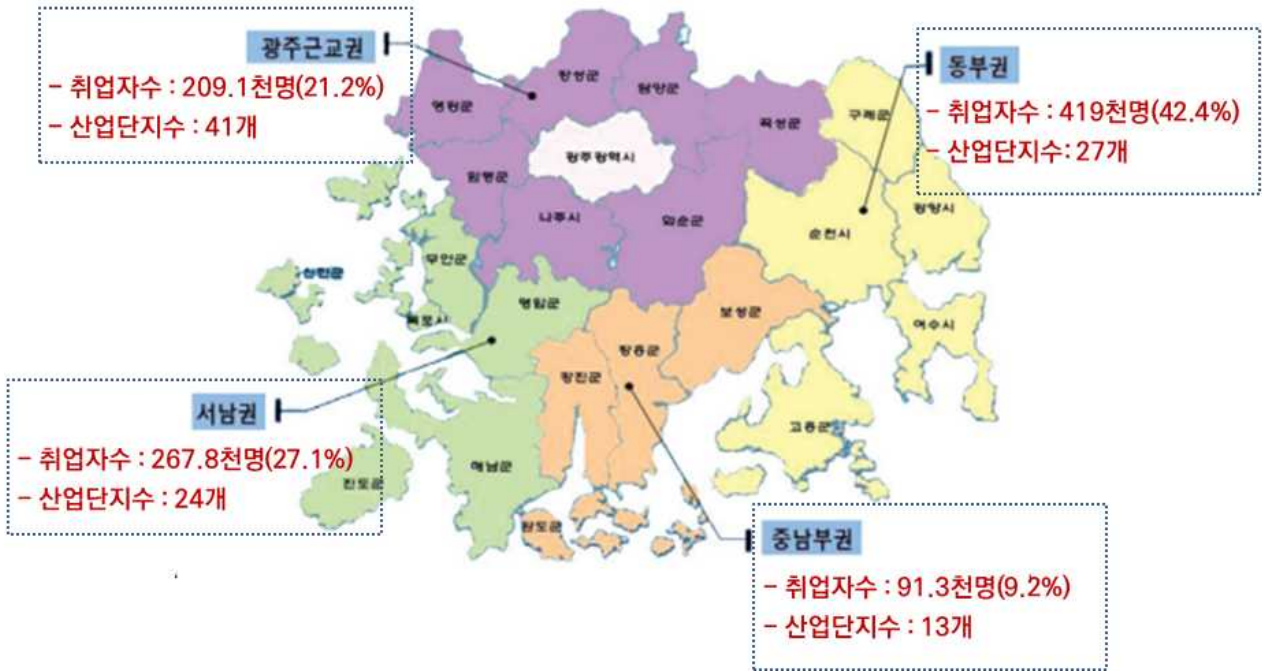 광주근교권
- 취업자수 : 209.1천명(21.2%)
- 산업단지수 : 41개
동부권
- 취업자수 : 419천명(42.4%)
- 산업단지수: 27개
장성군
담양군
영광군
곡성군
구례군
광주광역시
함평군
나주시
화순군
순천시
광양시
무안군
신안군
영암군
보성군
여수시
목포시
장흥군
강진군
고흥군
서남권
- 취업자수 : 267.8천명(27.1%)
- 산업단지수 : 24개
해남군
진도군
완도군
중남부권
- 취업자수 : 91.3천명(9.2%)
- 산업단지수 : 13개